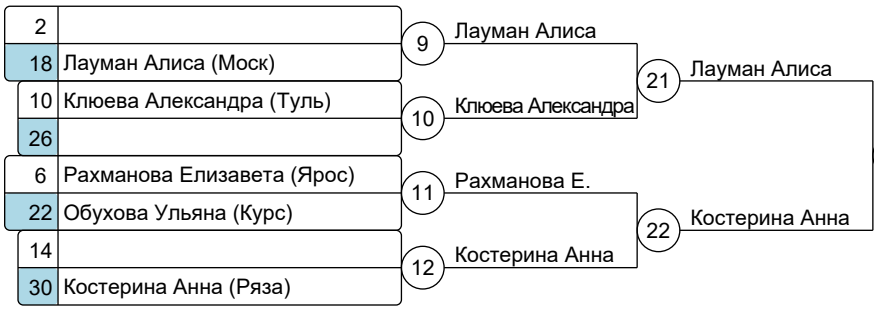 2
9
Лауман Алиса
18 Лауман Алиса (Моск)
21
Лауман Алиса
10 Клюева Александра (Туль)
10
Клюева Александра
26
6 Рахманова Елизавета (Ярос)
11
Рахманова Е.
22 Обухова Ульяна (Курс)
22
Костерина Анна
14
12
Костерина Анна
30 Костерина Анна (Ряза)